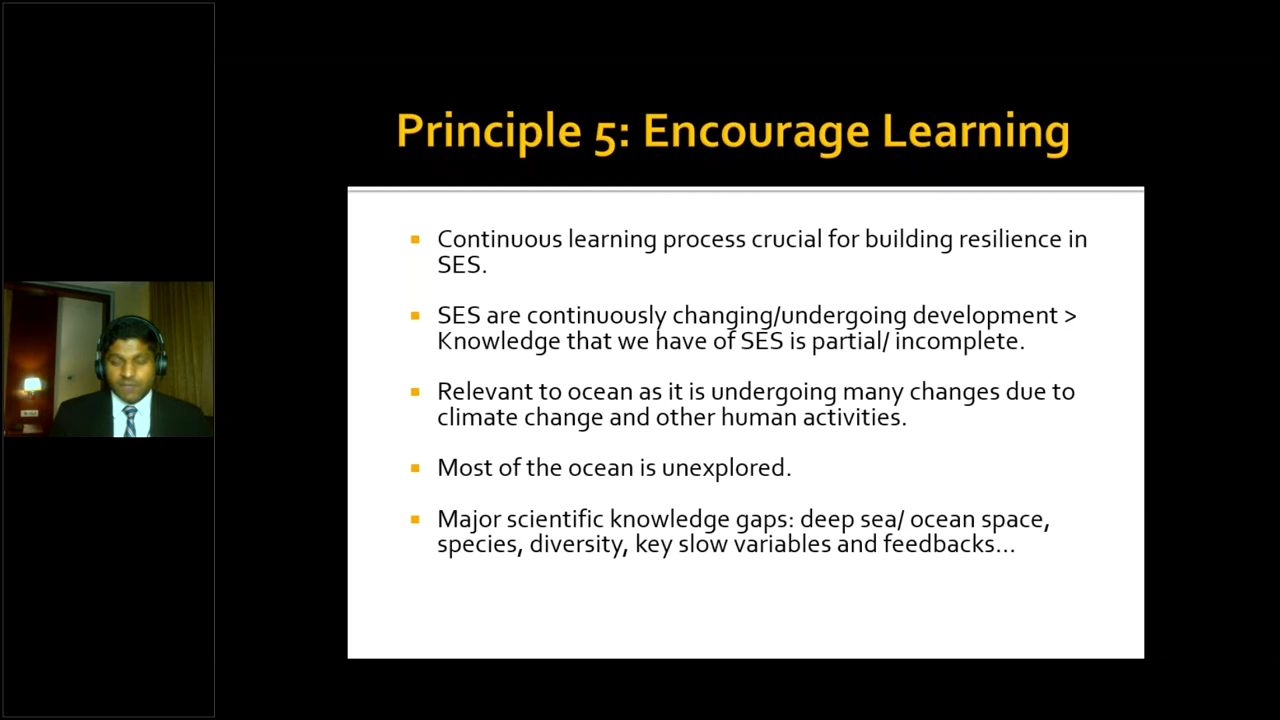 Principle 5: Encourage Learning
Continuous learning process crucial for building resilience in
SES.
SES are continuously changing/undergoing development >
Knowledge that we have of SES is partial/ incomplete.
Relevant to ocean as it is undergoing many changes due to
climate change and other human activities.
Most of the ocean is unexplored.
Major scientific knowledge gaps: deep sea/ ocean space,
species, diversity, key slow variables and feedbacks...